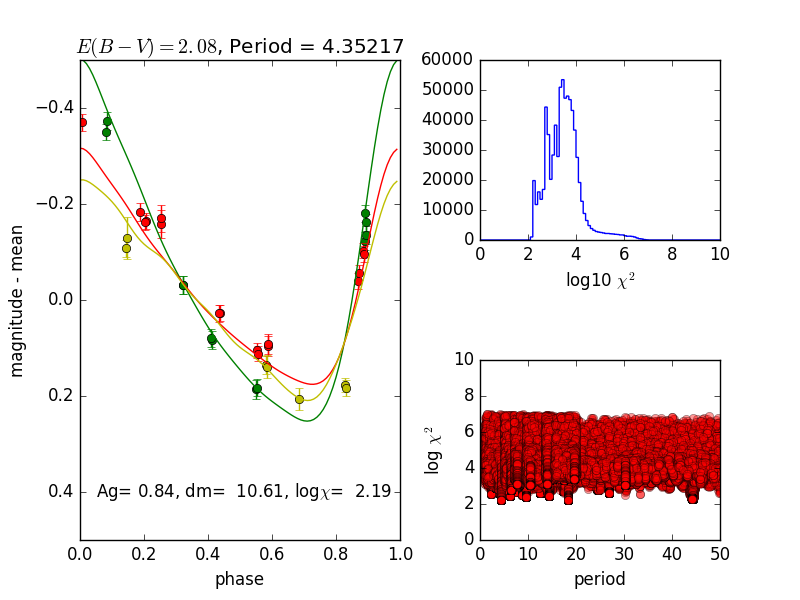 E(B − V) = 2.08, Period = 4.35217
−0.4
−0.2
0.0
0.2
0.4
magnitude - mean
0.0 0.2 0.4 0.6 0.8 1.0
phase
Ag= 0.84, dm= 10.61, logχ= 2.19
60000
50000
40000
30000
20000
10000
0
0 2 4 6 8 10
log10 χ²
10
8
6
4
2
0
log χ²
0 10 20 30 40 50
period